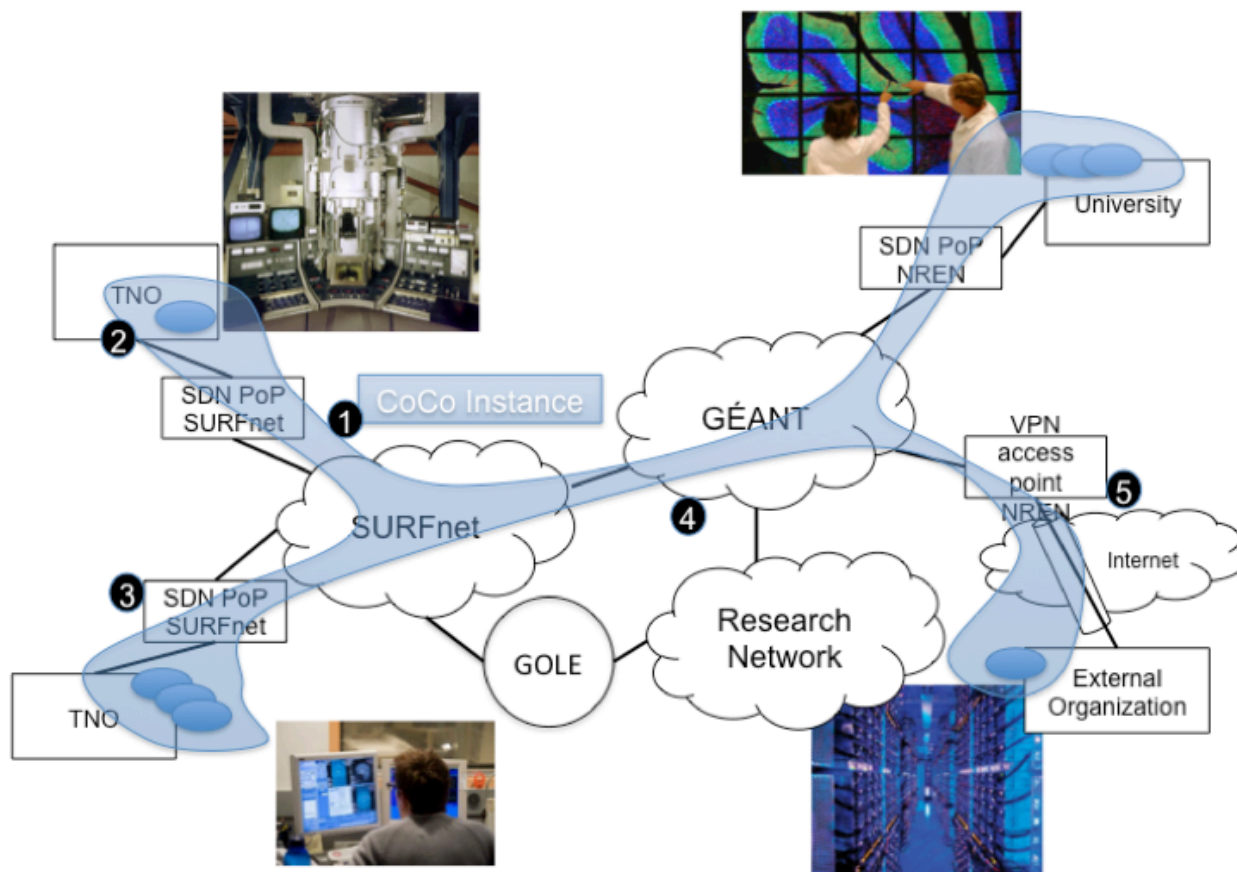 University
SDN PoP
NREN
TNO
2
SDN PoP
SURFnet
1
CoCo Instance
GÉANT
VPN
access
point
NREN
5
SURFnet
4
Internet
3
SDN PoP
SURFnet
GOLE
Research
Network
TNO
External
Organization